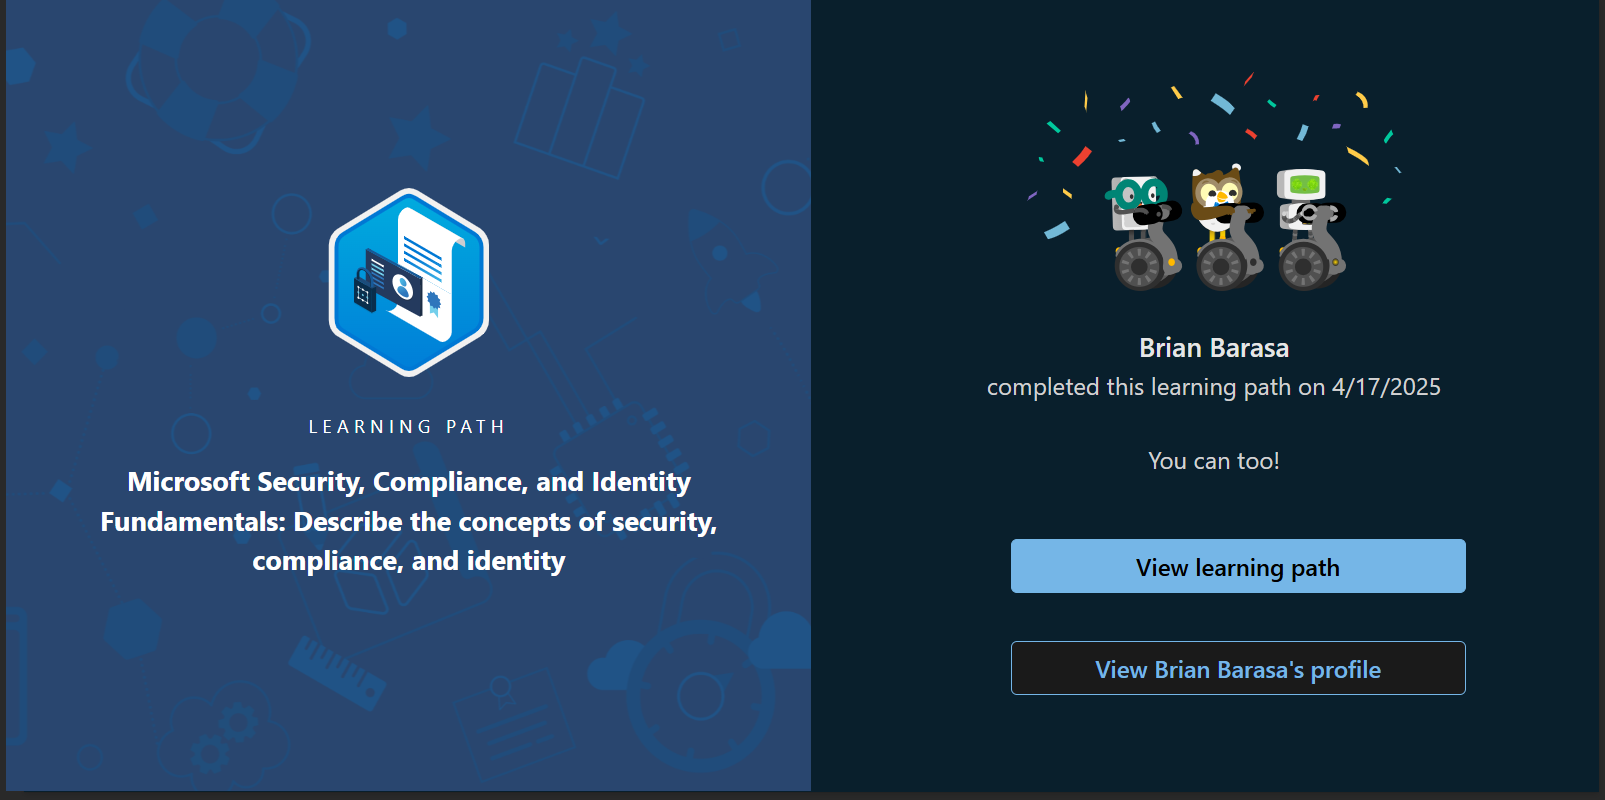 LEARNING PATH
Microsoft Security, Compliance, and Identity
Fundamentals: Describe the concepts of security,
compliance, and identity
Brian Barasa
completed this learning path on 4/17/2025
You can too!
View learning path
View Brian Barasa's profile